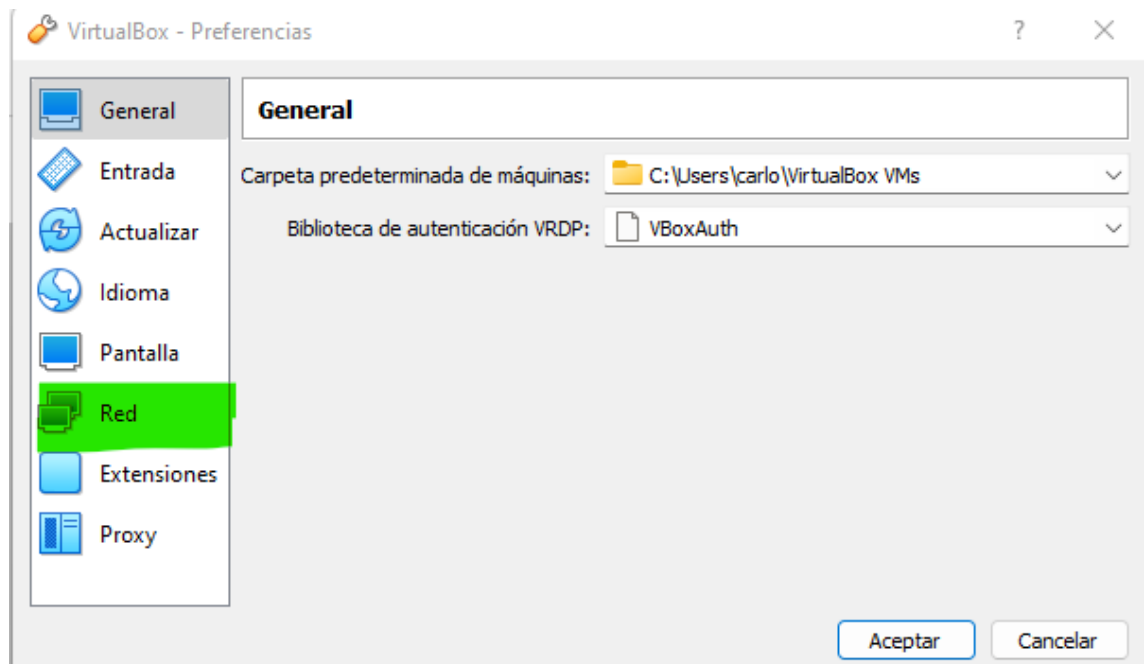 VirtualBox - Preferencias
General
Entrada
Actualizar
Idioma
Pantalla
Red
Extensiones
Proxy
General
Carpeta predeterminada de máquinas: C:\Users\carlo\VirtualBox VMs
Biblioteca de autenticación VRDP: VBoxAuth
Aceptar Cancelar